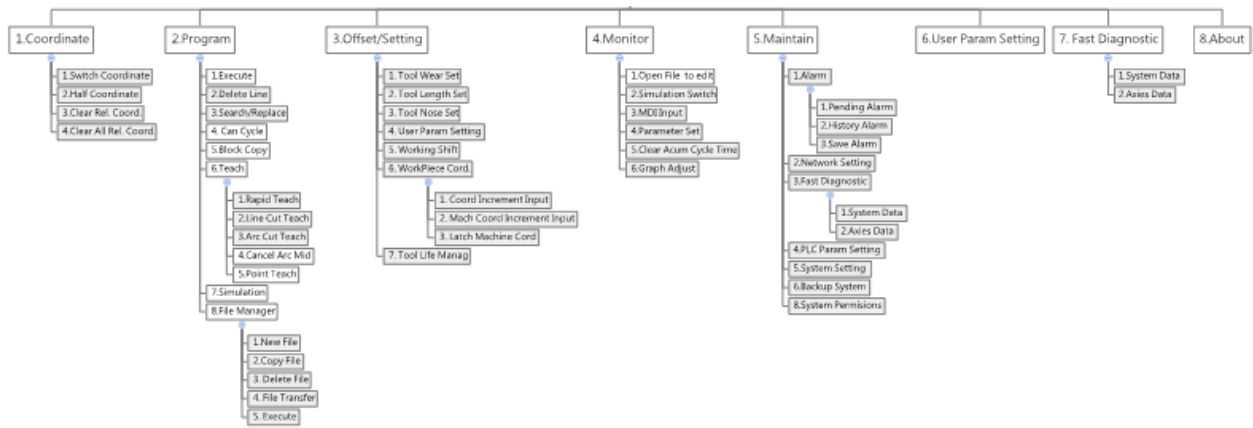 1.Coordinate
1.Switch Coordinate
2.Half Coordinate
3.Clear Rel. Coord.
4.Clear All Rel. Coord.
2.Program
1.Execute
2.Delete Line
3.Search/Replace
4. Can Cycle
5.Block Copy
6.Teach
1.Rapid Teach
2.Line Cut Teach
3.Arc Cut Teach
4.Cancel Arc Mid
5.Point Teach
7.Simulation
8.File Manager
1.New File
2.Copy File
3. Delete File
4. File Transfer
5. Execute
3.Offset/Setting
1. Tool Wear Set
2. Tool Length Set
3. Tool Nose Set
4. User Param Setting
5. Working Shift
6. WorkPiece Cord.
1. Coord Increment Input
2. Mach Coord Increment Input
3. Latch Machine Cord
7. Tool Life Manag
4.Monitor
1.Open File to edit
2.Simulation Switch
3.MDIInput
4.Parameter Set
5.Clear Acum Cycle Time
6.Graph Adjust
5.Maintain
1.Alarm
1.Pending Alarm
2.History Alarm
3.Save Alarm
2.Network Setting
3.Fast Diagnostic
1.System Data
2.Axies Data
4.PLC Param Setting
5.System Setting
6.Backup System
8.System Permisions
6.User Param Setting
7. Fast Diagnostic
1.System Data
2.Axies Data
8.About